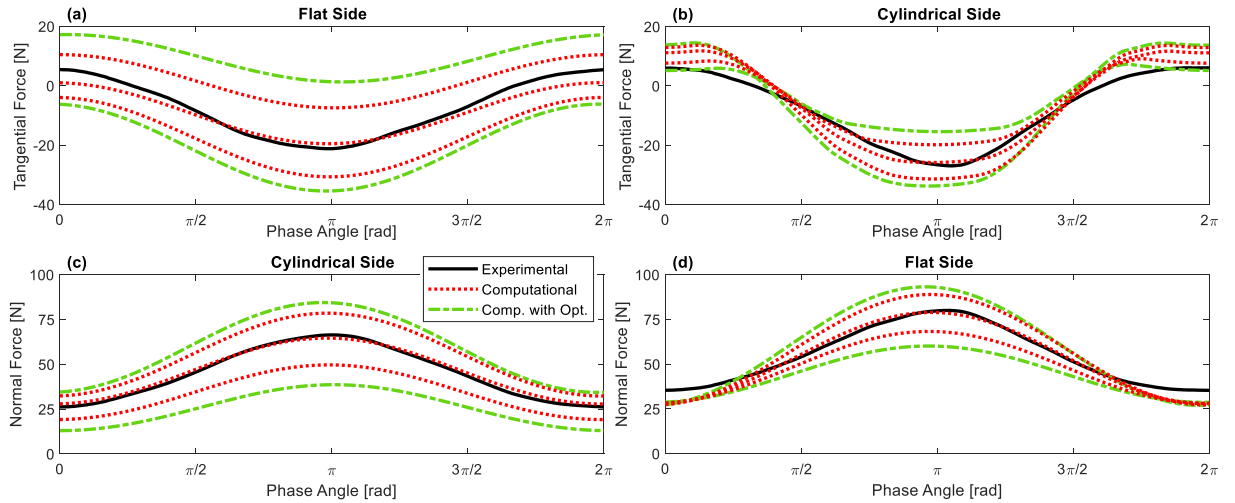 (a) Flat Side
Tangential Force [N]
20
0
-20
-40
0 π/2 π 3π/2 2π
Phase Angle [rad]
(b) Cylindrical Side
Tangential Force [N]
20
0
-20
-40
0 π/2 π 3π/2 2π
Phase Angle [rad]
(c) Cylindrical Side
Normal Force [N]
100
75
50
25
0
0 π/2 π 3π/2 2π
Phase Angle [rad]
Experimental
Computational
Comp. with Opt.
(d) Flat Side
Normal Force [N]
100
75
50
25
0
0 π/2 π 3π/2 2π
Phase Angle [rad]